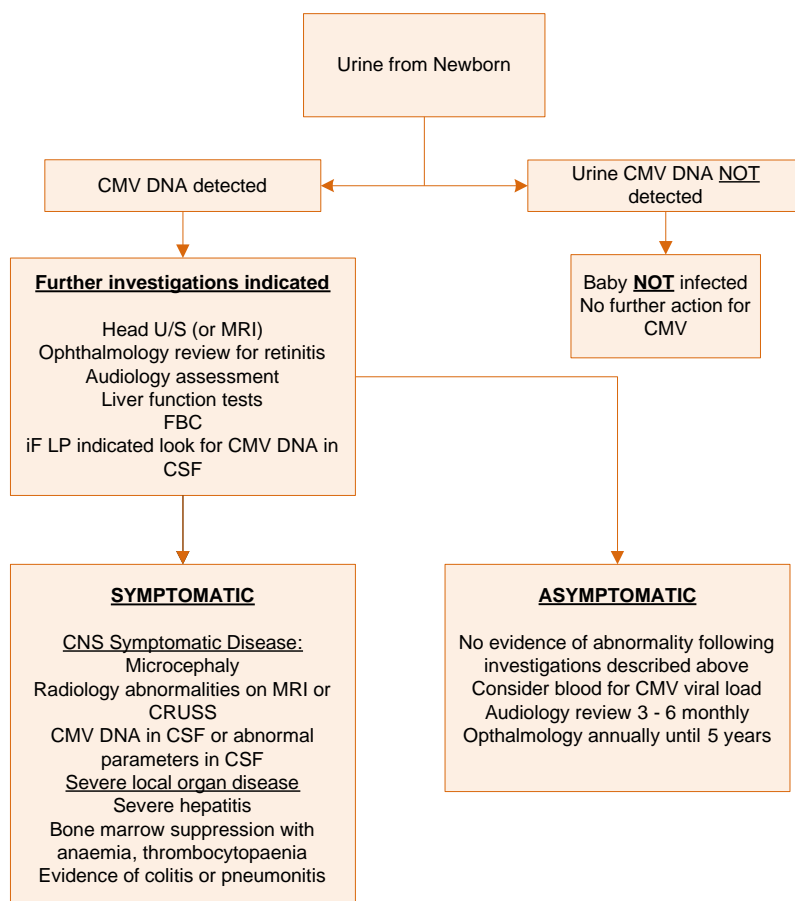 Urine from Newborn
CMV DNA detected
Urine CMV DNA NOT
detected
Further investigations indicated
Head U/S (or MRI)
Ophthalmology review for retinitis
Audiology assessment
Liver function tests
FBC
iF LP indicated look for CMV DNA in
CSF
Baby NOT infected
No further action for
CMV
SYMPTOMATIC
CNS Symptomatic Disease:
Microcephaly
Radiology abnormalities on MRI or
CRUSS
CMV DNA in CSF or abnormal
parameters in CSF
Severe local organ disease
Severe hepatitis
Bone marrow suppression with
anaemia, thrombocytopaenia
Evidence of colitis or pneumonitis
ASYMPTOMATIC
No evidence of abnormality following
investigations described above
Consider blood for CMV viral load
Audiology review 3 - 6 monthly
Opthalmology annually until 5 years